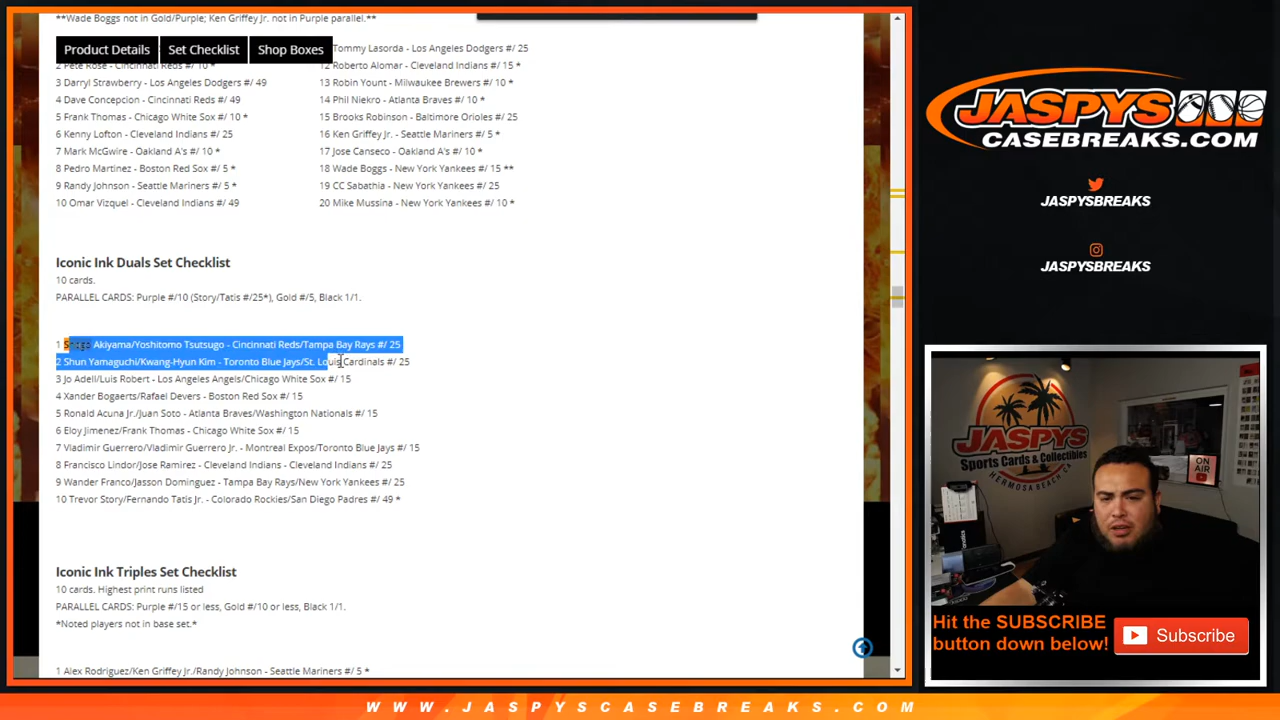 **Wade Boggs not in Gold/Purple; Ken Griffey Jr. not in Purple parallel.**
Product Details
Set Checklist
Shop Boxes
2 Pete Rose - Cincinnati Reds #/ 10 *
3 Darryl Strawberry - Los Angeles Dodgers #/ 49
4 Dave Concepcion - Cincinnati Reds #/ 49
5 Frank Thomas - Chicago White Sox #/ 10 *
6 Kenny Lofton - Cleveland Indians #/ 25
7 Mark McGwire - Oakland A's #/ 10 *
8 Pedro Martinez - Boston Red Sox #/ 5 *
9 Randy Johnson - Seattle Mariners #/ 5 *
10 Omar Vizquel - Cleveland Indians #/ 49
Tommy Lasorda - Los Angeles Dodgers #/ 25
12 Roberto Alomar - Cleveland Indians #/ 15 *
13 Robin Yount - Milwaukee Brewers #/ 10 *
14 Phil Niekro - Atlanta Braves #/ 10 *
15 Brooks Robinson - Baltimore Orioles #/ 25
16 Ken Griffey Jr. - Seattle Mariners #/ 5 *
17 Jose Canseco - Oakland A's #/ 10 *
18 Wade Boggs - New York Yankees #/ 15 **
19 CC Sabathia - New York Yankees #/ 25
20 Mike Mussina - New York Yankees #/ 10 *
Iconic Ink Duals Set Checklist
10 cards.
PARALLEL CARDS: Purple #/10 (Story/Tatis #/25*), Gold #/5, Black 1/1.
1 Shogo Akiyama/Yoshitomo Tsutsugo - Cincinnati Reds/Tampa Bay Rays #/ 25
2 Shun Yamaguchi/Kwang-Hyun Kim - Toronto Blue Jays/St. Louis Cardinals #/ 25
3 Jo Adell/Luis Robert - Los Angeles Angels/Chicago White Sox #/ 15
4 Xander Bogaerts/Rafael Devers - Boston Red Sox #/ 15
5 Ronald Acuna Jr./Juan Soto - Atlanta Braves/Washington Nationals #/ 15
6 Eloy Jimenez/Frank Thomas - Chicago White Sox #/ 15
7 Vladimir Guerrero/Vladimir Guerrero Jr. - Montreal Expos/Toronto Blue Jays #/ 15
8 Francisco Lindor/Jose Ramirez - Cleveland Indians - Cleveland Indians #/ 25
9 Wander Franco/Jasson Dominguez - Tampa Bay Rays/New York Yankees #/ 25
10 Trevor Story/Fernando Tatis Jr. - Colorado Rockies/San Diego Padres #/ 49 *
Iconic Ink Triples Set Checklist
10 cards. Highest print runs listed
PARALLEL CARDS: Purple #/15 or less, Gold #/10 or less, Black 1/1.
*Noted players not in base set.*
1 Alex Rodriguez/Ken Griffey Jr./Randy Johnson - Seattle Mariners #/ 5 *
JASPYS
CASEBREAKS.COM
JASPYSBREAKS
JASPYSBREAKS
JASPYS
Sports Cards & Collectibles
HERMOSA BEACH, CA
ON AIR
Hit the SUBSCRIBE
button down below!
Subscribe
WWW.JASPYSCASEBREAKS.COM